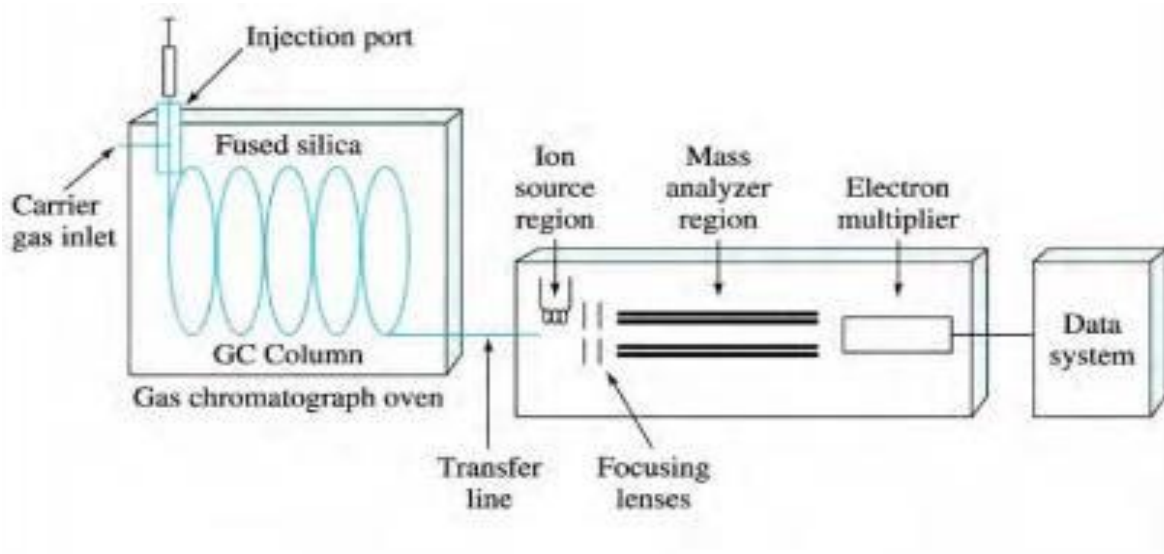 Injection port
Fused silica
Carrier
gas inlet
GC Column
Gas chromatograph oven
Ion
source
region
Mass
analyzer
region
Electron
multiplier
Data
system
Transfer
line
Focusing
lenses